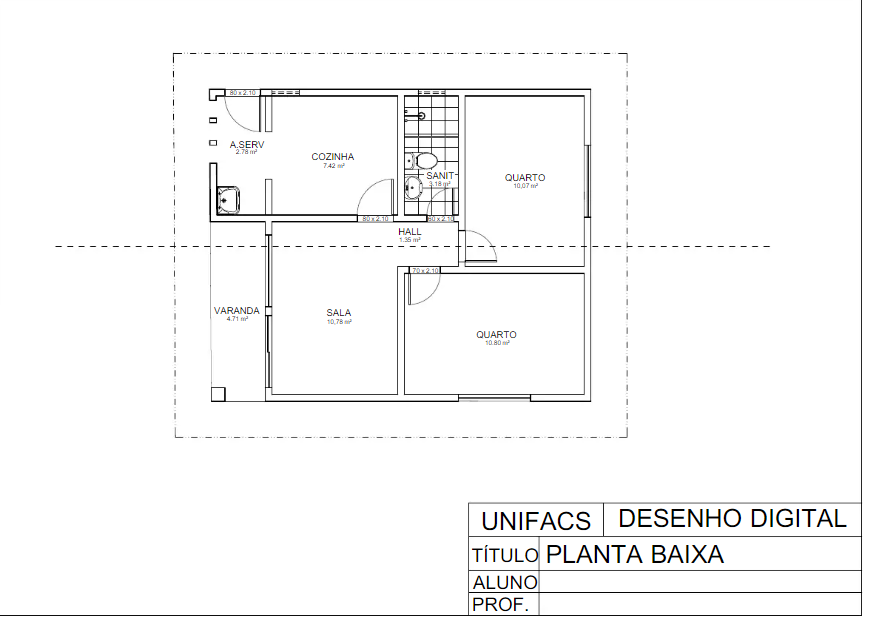 80 x 2.10
A.SERV
2.78 m²
COZINHA
7.42 m²
SANIT
3.18 m²
QUARTO
10,07 m²
80 x 2.10
60 x 2.10
HALL
1.35 m²
70 x 2.10
VARANDA
4.71 m²
SALA
10,78 m²
QUARTO
10.80 m²
UNIFACS
DESENHO DIGITAL
TÍTULO
PLANTA BAIXA
ALUNO
PROF.